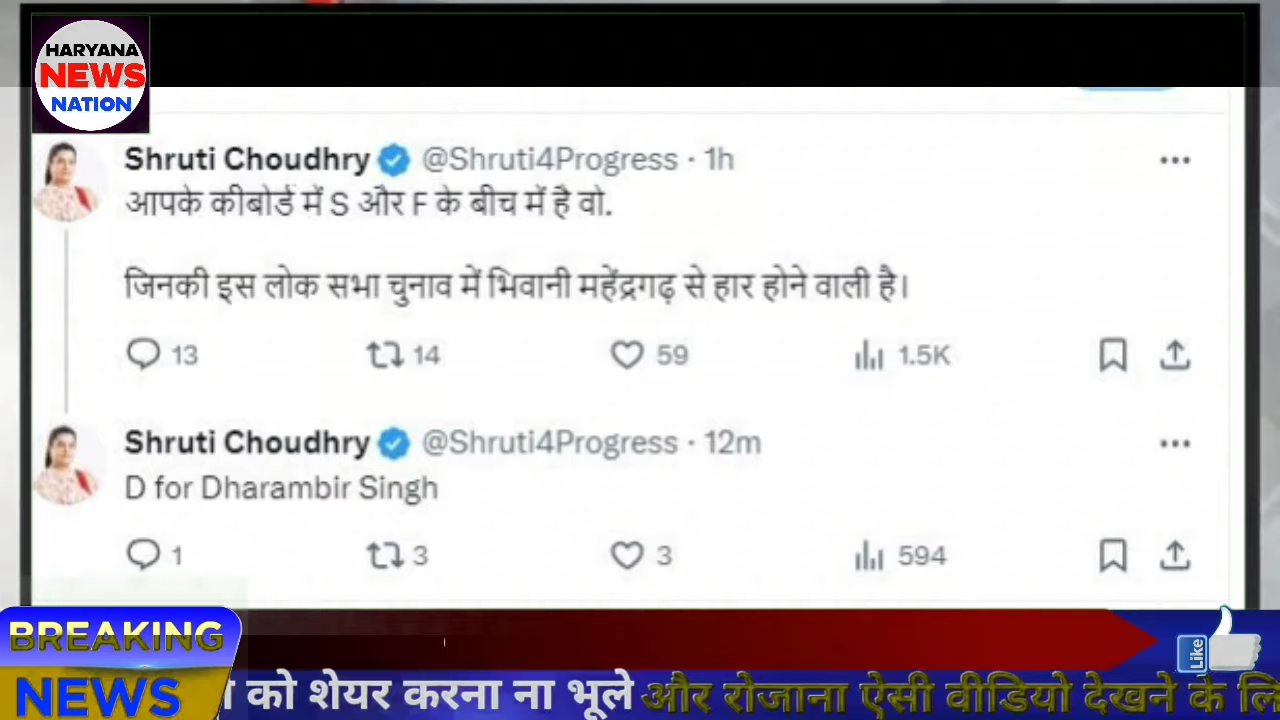 HARYANA
NEWS
NATION
Shruti Choudhry @Shruti4Progress · 1h
आपके कीबोर्ड में S और F के बीच में है वो.
जिनकी इस लोक सभा चुनाव में भिवानी महेंद्रगढ़ से हार होने वाली है।
13 14 59 1.5K
Shruti Choudhry @Shruti4Progress · 12m
D for Dharambir Singh
1 3 3 594
BREAKING
NEWS
Like
को शेयर करना ना भूले और रोजाना ऐसी वीडियो देखने के